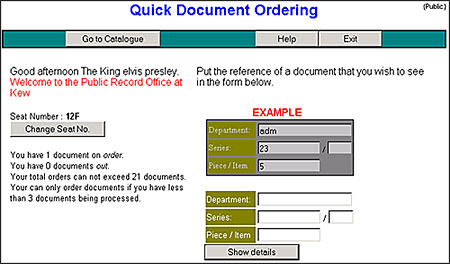 Quick Document Ordering
(Public)
Go to Catalogue Help Exit
Good afternoon The King elvis presley.
Welcome to the Public Record Office at
Kew
Seat Number : 12F
Change Seat No.
You have 1 document on order.
You have 0 documents out.
Your total orders can not exceed 21 documents.
Your can only order documents if you have less
than 3 documents being processed.
Put the reference of a document that you wish to see
in the form below.
EXAMPLE
Department: adm
Series: 23 /
Piece / Item 5
Department:
Series: /
Piece / Item
Show details